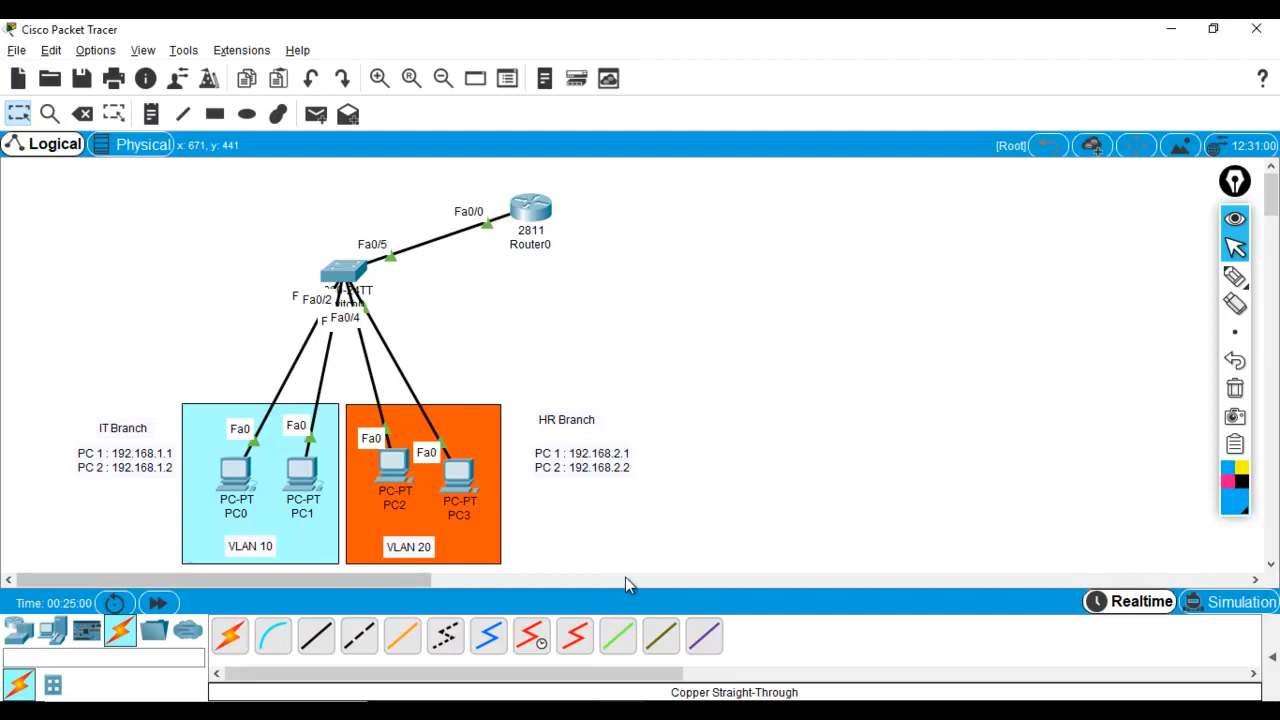 Cisco Packet Tracer
File Edit Options View Tools Extensions Help
Logical Physical x: 671, y: 441 [Root] 12:31:00
Fa0/0
2811
Router0
Fa0/5
24TT
F Fa0/2
F Fa0/4
IT Branch
PC 1 : 192.168.1.1
PC 2 : 192.168.1.2
Fa0
Fa0
PC-PT
PC0
PC-PT
PC1
VLAN 10
Fa0
Fa0
PC-PT
PC2
PC-PT
PC3
VLAN 20
HR Branch
PC 1 : 192.168.2.1
PC 2 : 192.168.2.2
Time: 00:25:00 Realtime Simulation
Copper Straight-Through